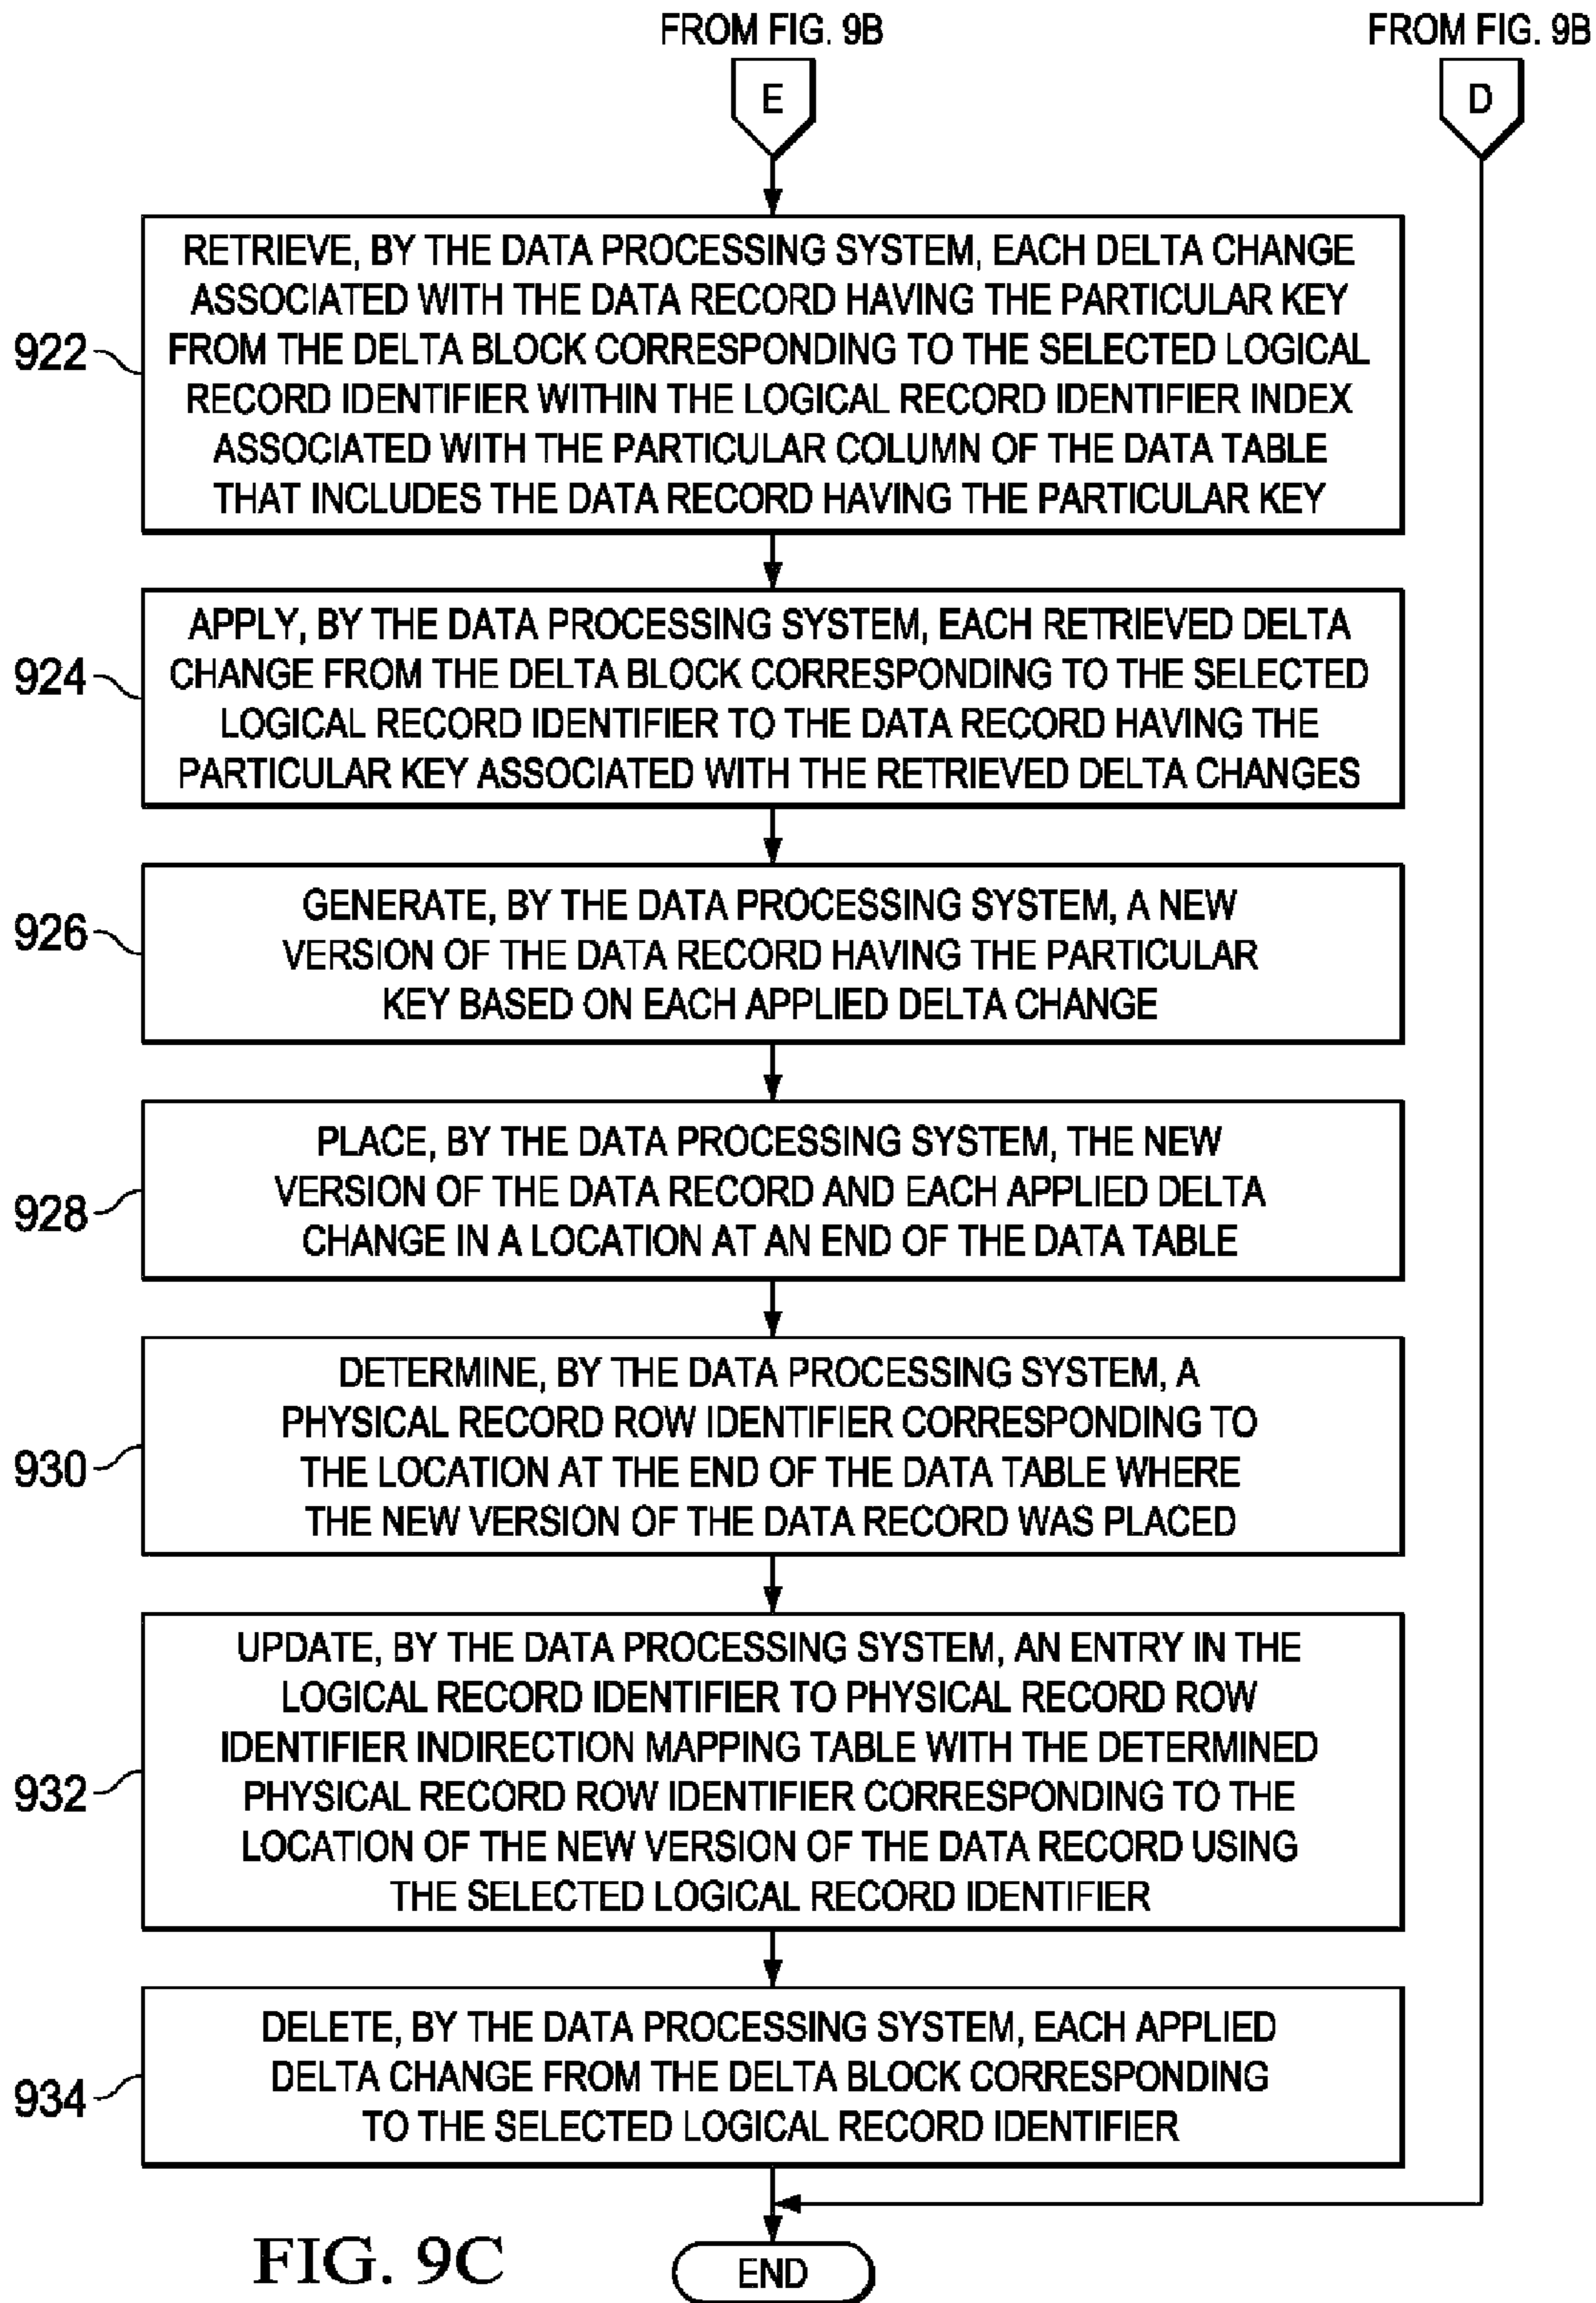 FROM FIG. 9B
FROM FIG. 9B
E
D
922
RETRIEVE, BY THE DATA PROCESSING SYSTEM, EACH DELTA CHANGE
ASSOCIATED WITH THE DATA RECORD HAVING THE PARTICULAR KEY
FROM THE DELTA BLOCK CORRESPONDING TO THE SELECTED LOGICAL
RECORD IDENTIFIER WITHIN THE LOGICAL RECORD IDENTIFIER INDEX
ASSOCIATED WITH THE PARTICULAR COLUMN OF THE DATA TABLE
THAT INCLUDES THE DATA RECORD HAVING THE PARTICULAR KEY
924
APPLY, BY THE DATA PROCESSING SYSTEM, EACH RETRIEVED DELTA
CHANGE FROM THE DELTA BLOCK CORRESPONDING TO THE SELECTED
LOGICAL RECORD IDENTIFIER TO THE DATA RECORD HAVING THE
PARTICULAR KEY ASSOCIATED WITH THE RETRIEVED DELTA CHANGES
926
GENERATE, BY THE DATA PROCESSING SYSTEM, A NEW
VERSION OF THE DATA RECORD HAVING THE PARTICULAR
KEY BASED ON EACH APPLIED DELTA CHANGE
928
PLACE, BY THE DATA PROCESSING SYSTEM, THE NEW
VERSION OF THE DATA RECORD AND EACH APPLIED DELTA
CHANGE IN A LOCATION AT AN END OF THE DATA TABLE
930
DETERMINE, BY THE DATA PROCESSING SYSTEM, A
PHYSICAL RECORD ROW IDENTIFIER CORRESPONDING TO
THE LOCATION AT THE END OF THE DATA TABLE WHERE
THE NEW VERSION OF THE DATA RECORD WAS PLACED
932
UPDATE, BY THE DATA PROCESSING SYSTEM, AN ENTRY IN THE
LOGICAL RECORD IDENTIFIER TO PHYSICAL RECORD ROW
IDENTIFIER INDIRECTION MAPPING TABLE WITH THE DETERMINED
PHYSICAL RECORD ROW IDENTIFIER CORRESPONDING TO THE
LOCATION OF THE NEW VERSION OF THE DATA RECORD USING
THE SELECTED LOGICAL RECORD IDENTIFIER
934
DELETE, BY THE DATA PROCESSING SYSTEM, EACH APPLIED
DELTA CHANGE FROM THE DELTA BLOCK CORRESPONDING
TO THE SELECTED LOGICAL RECORD IDENTIFIER
FIG. 9C
END